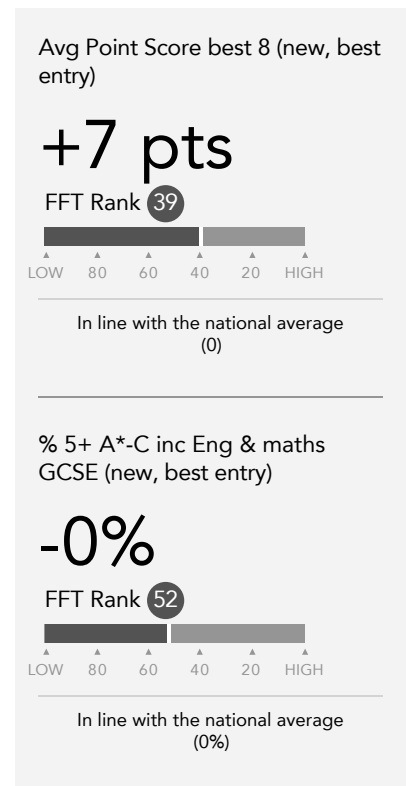 Avg Point Score best 8 (new, best
entry)
+7 pts
FFT Rank 39
LOW 80 60 40 20 HIGH
In line with the national average
(0)
% 5+ A*-C inc Eng & maths
GCSE (new, best entry)
-0%
FFT Rank 52
LOW 80 60 40 20 HIGH
In line with the national average
(0%)